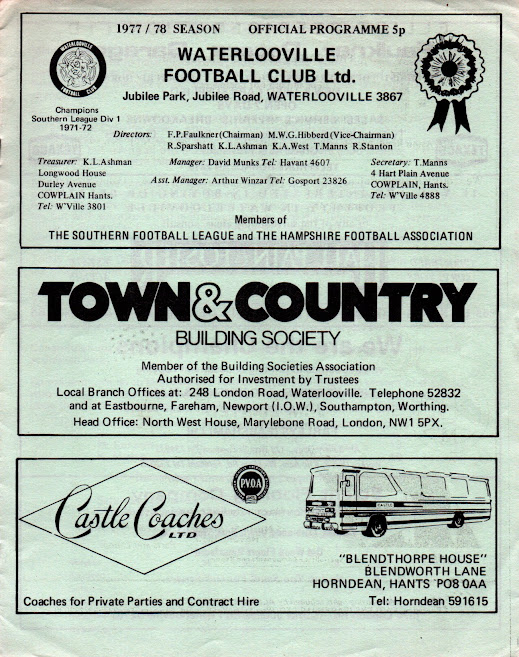 1977 / 78 SEASON OFFICIAL PROGRAMME 5p
WATERLOOVILLE
FOOTBALL CLUB
WATERLOOVILLE
FOOTBALL CLUB Ltd.
Jubilee Park, Jubilee Road, WATERLOOVILLE 3867
Champions
Southern League Div 1
1971-72
Directors: F.P.Faulkner(Chairman) M.W.G.Hibberd(Vice-Chairman)
R.Sparshatt K.L.Ashman K.A.West T.Manns R.Stanton
Treasurer: K.L.Ashman
Longwood House
Durley Avenue
COWPLAIN, Hants.
Tel: W'Ville 3801
Manager: David Munks Tel: Havant 4607
Asst. Manager: Arthur Winzar Tel: Gosport 23826
Secretary: T.Manns
4 Hart Plain Avenue
COWPLAIN, Hants.
Tel: W'Ville 4888
Members of
THE SOUTHERN FOOTBALL LEAGUE and THE HAMPSHIRE FOOTBALL ASSOCIATION
TOWN & COUNTRY
BUILDING SOCIETY
Member of the Building Societies Association
Authorised for Investment by Trustees
Local Branch Offices at: 248 London Road, Waterlooville. Telephone 52832
and at Eastbourne, Fareham, Newport (I.O.W.), Southampton, Worthing.
Head Office: North West House, Marylebone Road, London, NW1 5PX.
Castle Coaches
LTD
PVOA
"BLENDTHORPE HOUSE"
BLENDWORTH LANE
HORNDEAN, HANTS PO8 0AA
Coaches for Private Parties and Contract Hire
Tel: Horndean 591615